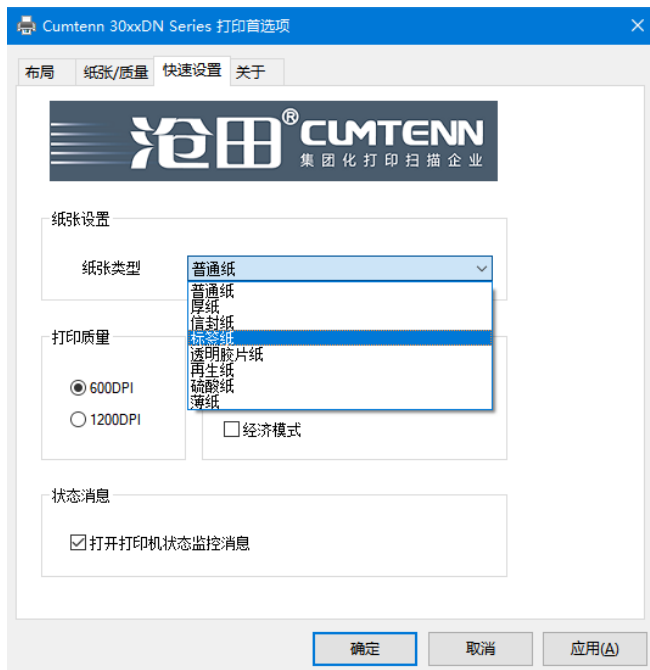 Cumtenn 30xxDN Series 打印首选项
布局 纸张/质量 快速设置 关于
沧田® CUMTENN
集团化打印扫描企业
纸张设置
纸张类型 普通纸
普通纸
厚纸
信封纸
标签纸
透明胶片纸
再生纸
硫酸纸
薄纸
打印质量
600DPI
1200DPI
经济模式
状态消息
打开打印机状态监控消息
确定 取消 应用(A)